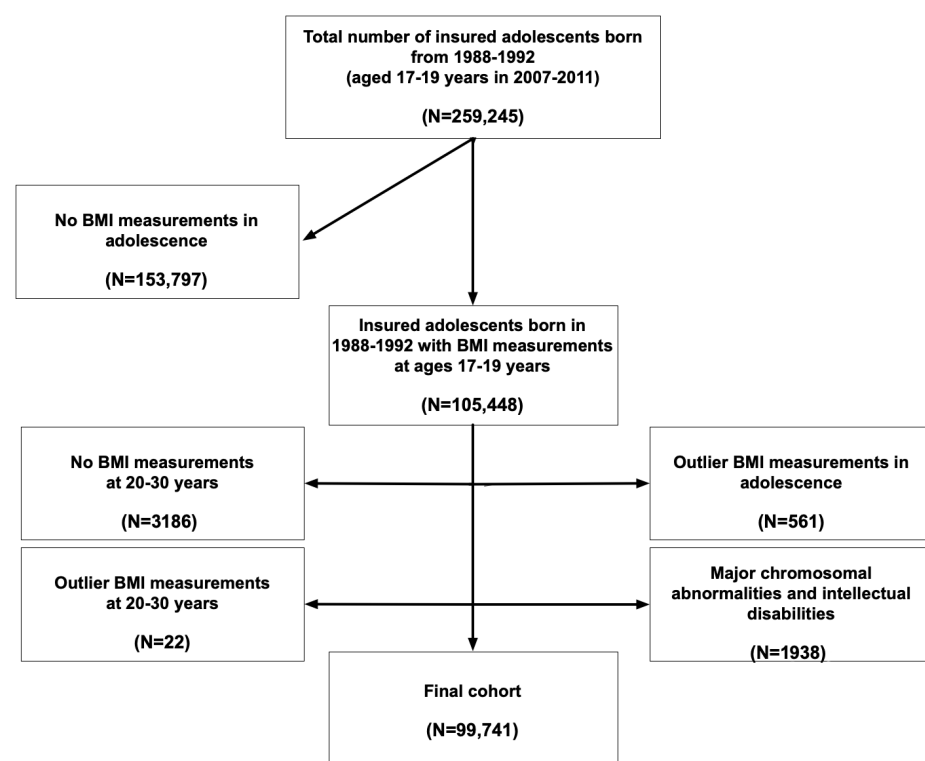 Total number of insured adolescents born
from 1988-1992
(aged 17-19 years in 2007-2011)
(N=259,245)
No BMI measurements in
adolescence
(N=153,797)
Insured adolescents born in
1988-1992 with BMI measurements
at ages 17-19 years
(N=105,448)
No BMI measurements
at 20-30 years
(N=3186)
Outlier BMI measurements in
adolescence
(N=561)
Outlier BMI measurements
at 20-30 years
(N=22)
Major chromosomal
abnormalities and intellectual
disabilities
(N=1938)
Final cohort
(N=99,741)